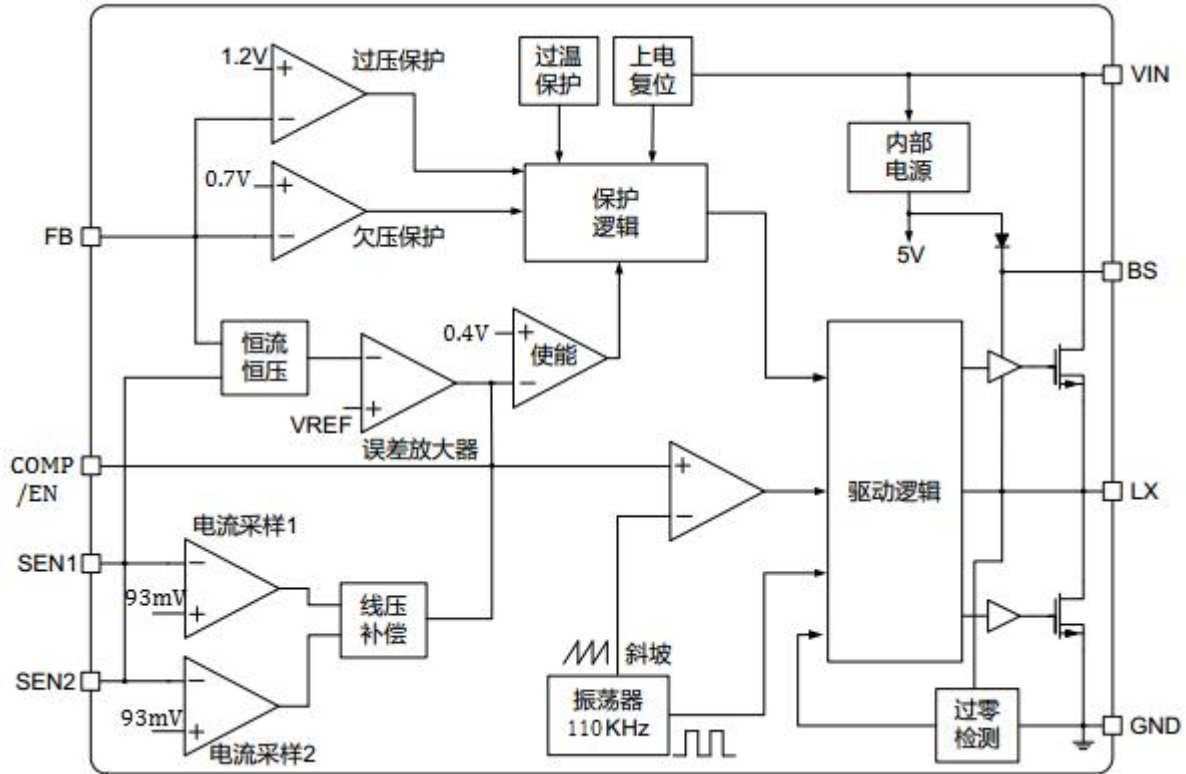 1.2V
过压保护
过温
保护
上电
复位
VIN
内部
电源
0.7V
保护
逻辑
FB
欠压保护
5V
BS
恒流
恒压
0.4V
使能
VREF
误差放大器
COMP
/EN
驱动逻辑
LX
电流采样1
SEN1
93mV
线压
补偿
斜坡
SEN2
振荡器
110KHz
过零
检测
GND
93mV
电流采样2